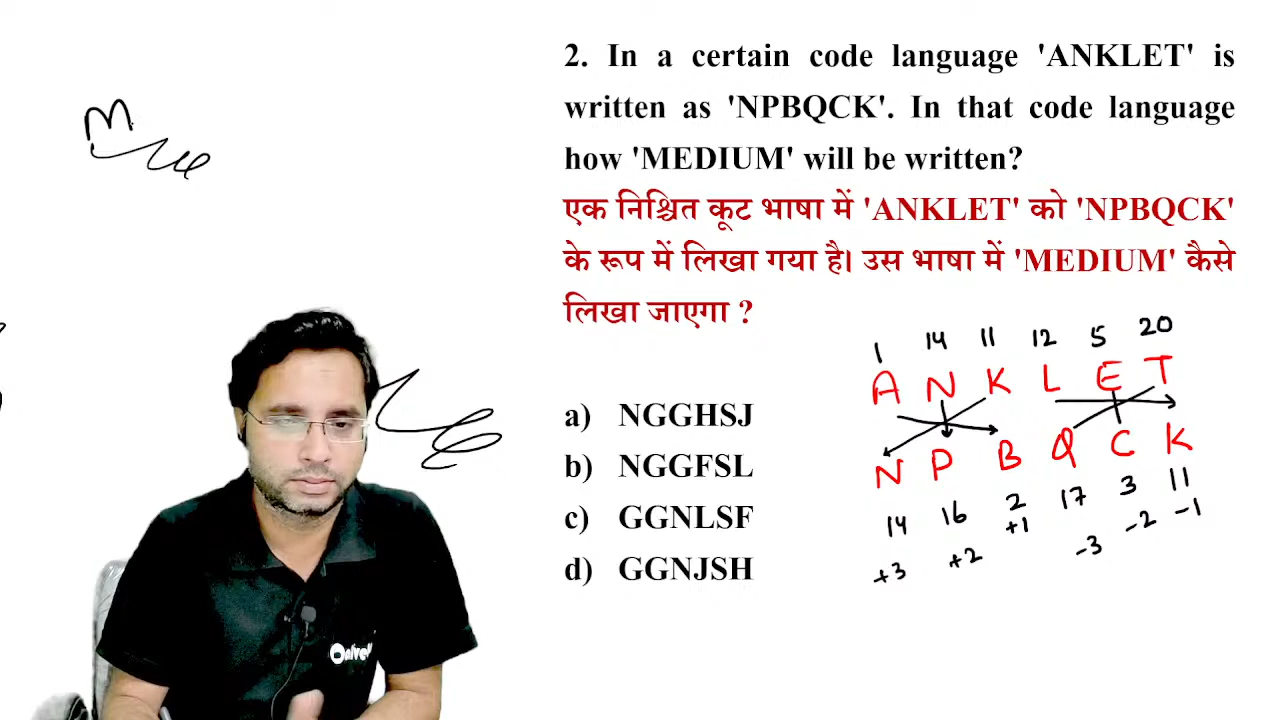 M
2. In a certain code language 'ANKLET' is
written as 'NPBQCK'. In that code language
how 'MEDIUM' will be written?
एक निश्चित कूट भाषा में 'ANKLET' को 'NPBQCK'
के रूप में लिखा गया है। उस भाषा में 'MEDIUM' कैसे
लिखा जाएगा ?
a) NGGHSJ
b) NGGFSL
c) GGNLSF
d) GGNJSH
1 14 11 12 5 20
A N K L E T
N P B Q C K
14 16 2 17 3 11
+3 +2 +1 -3 -2 -1